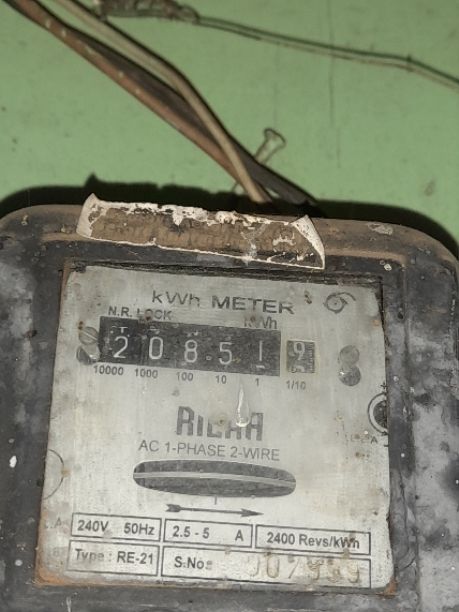 kWh METER
N.R. LOCK kWh
2 0 8 5 1 9
10000 1000 100 10 1 1/10
AC 1-PHASE 2-WIRE
240V 50Hz 2.5 - 5 A 2400 Revs/kWh
Type : RE-21 S.No: